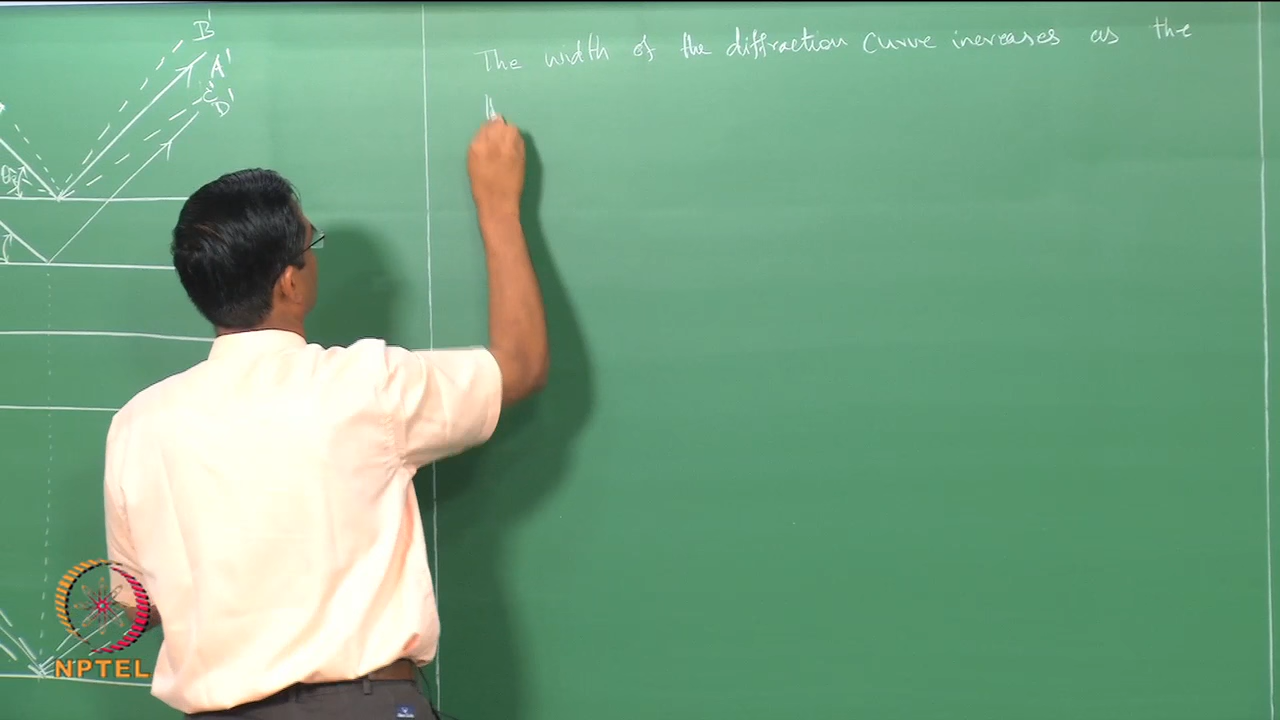 B'
A'
C'
D'
The width of the diffraction curve increases as the
NPTEL